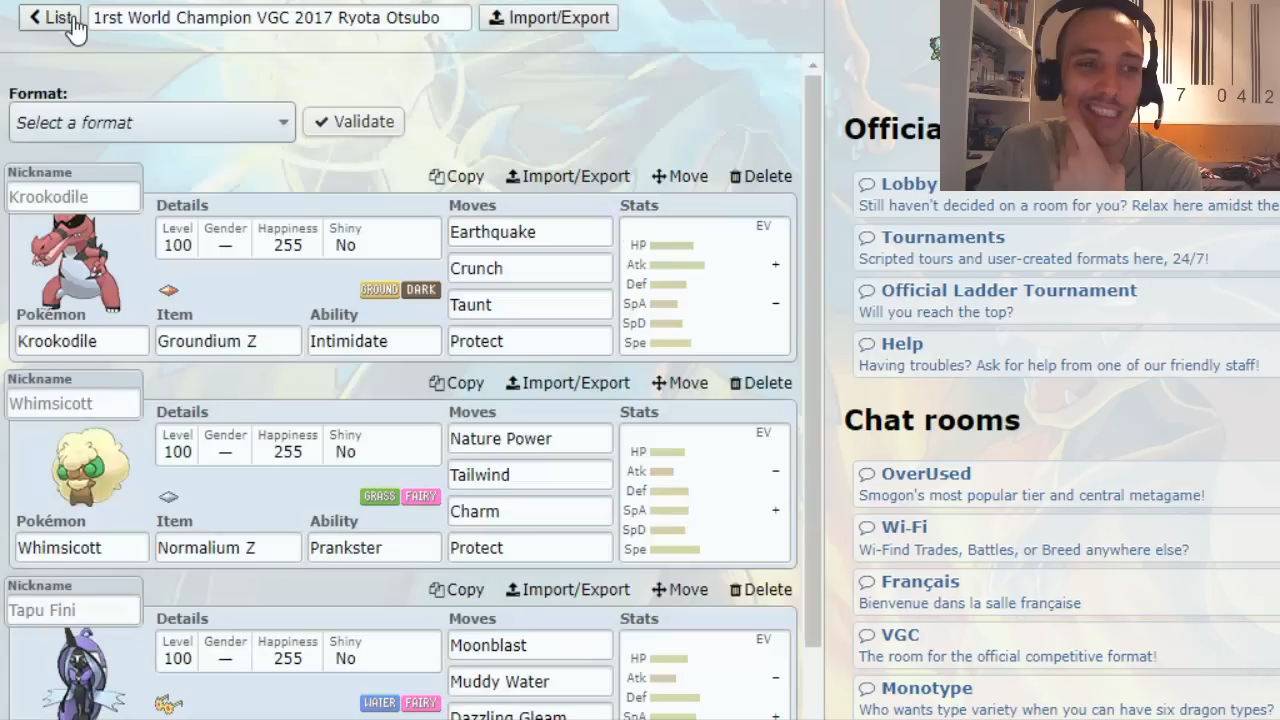 List
1rst World Champion VGC 2017 Ryota Otsubo
Import/Export
Format:
Select a format
Validate
Nickname
Krookodile
Copy Import/Export Move Delete
Details
Level 100
Gender —
Happiness 255
Shiny No
GROUND DARK
Pokémon
Krookodile
Item
Groundium Z
Ability
Intimidate
Moves
Earthquake
Crunch
Taunt
Protect
Stats
EV
HP
Atk +
Def
SpA −
SpD
Spe
Nickname
Whimsicott
Copy Import/Export Move Delete
Details
Level 100
Gender —
Happiness 255
Shiny No
GRASS FAIRY
Pokémon
Whimsicott
Item
Normalium Z
Ability
Prankster
Moves
Nature Power
Tailwind
Charm
Protect
Stats
EV
HP
Atk −
Def
SpA +
SpD
Spe
Nickname
Tapu Fini
Copy Import/Export Move Delete
Details
Level 100
Gender —
Happiness 255
Shiny No
WATER FAIRY
Moves
Moonblast
Muddy Water
Dazzling Gleam
Stats
EV
HP
Atk −
Def
SpA +
Officia
Lobby
Still haven't decided on a room for you? Relax here amidst the
Tournaments
Scripted tours and user-created formats here, 24/7!
Official Ladder Tournament
Will you reach the top?
Help
Having troubles? Ask for help from one of our friendly staff!
Chat rooms
OverUsed
Smogon's most popular tier and central metagame!
Wi-Fi
Wi-Find Trades, Battles, or Breed anywhere else?
Français
Bienvenue dans la salle française
VGC
The room for the official competitive format!
Monotype
Who wants type variety when you can have six dragon types?
7 042